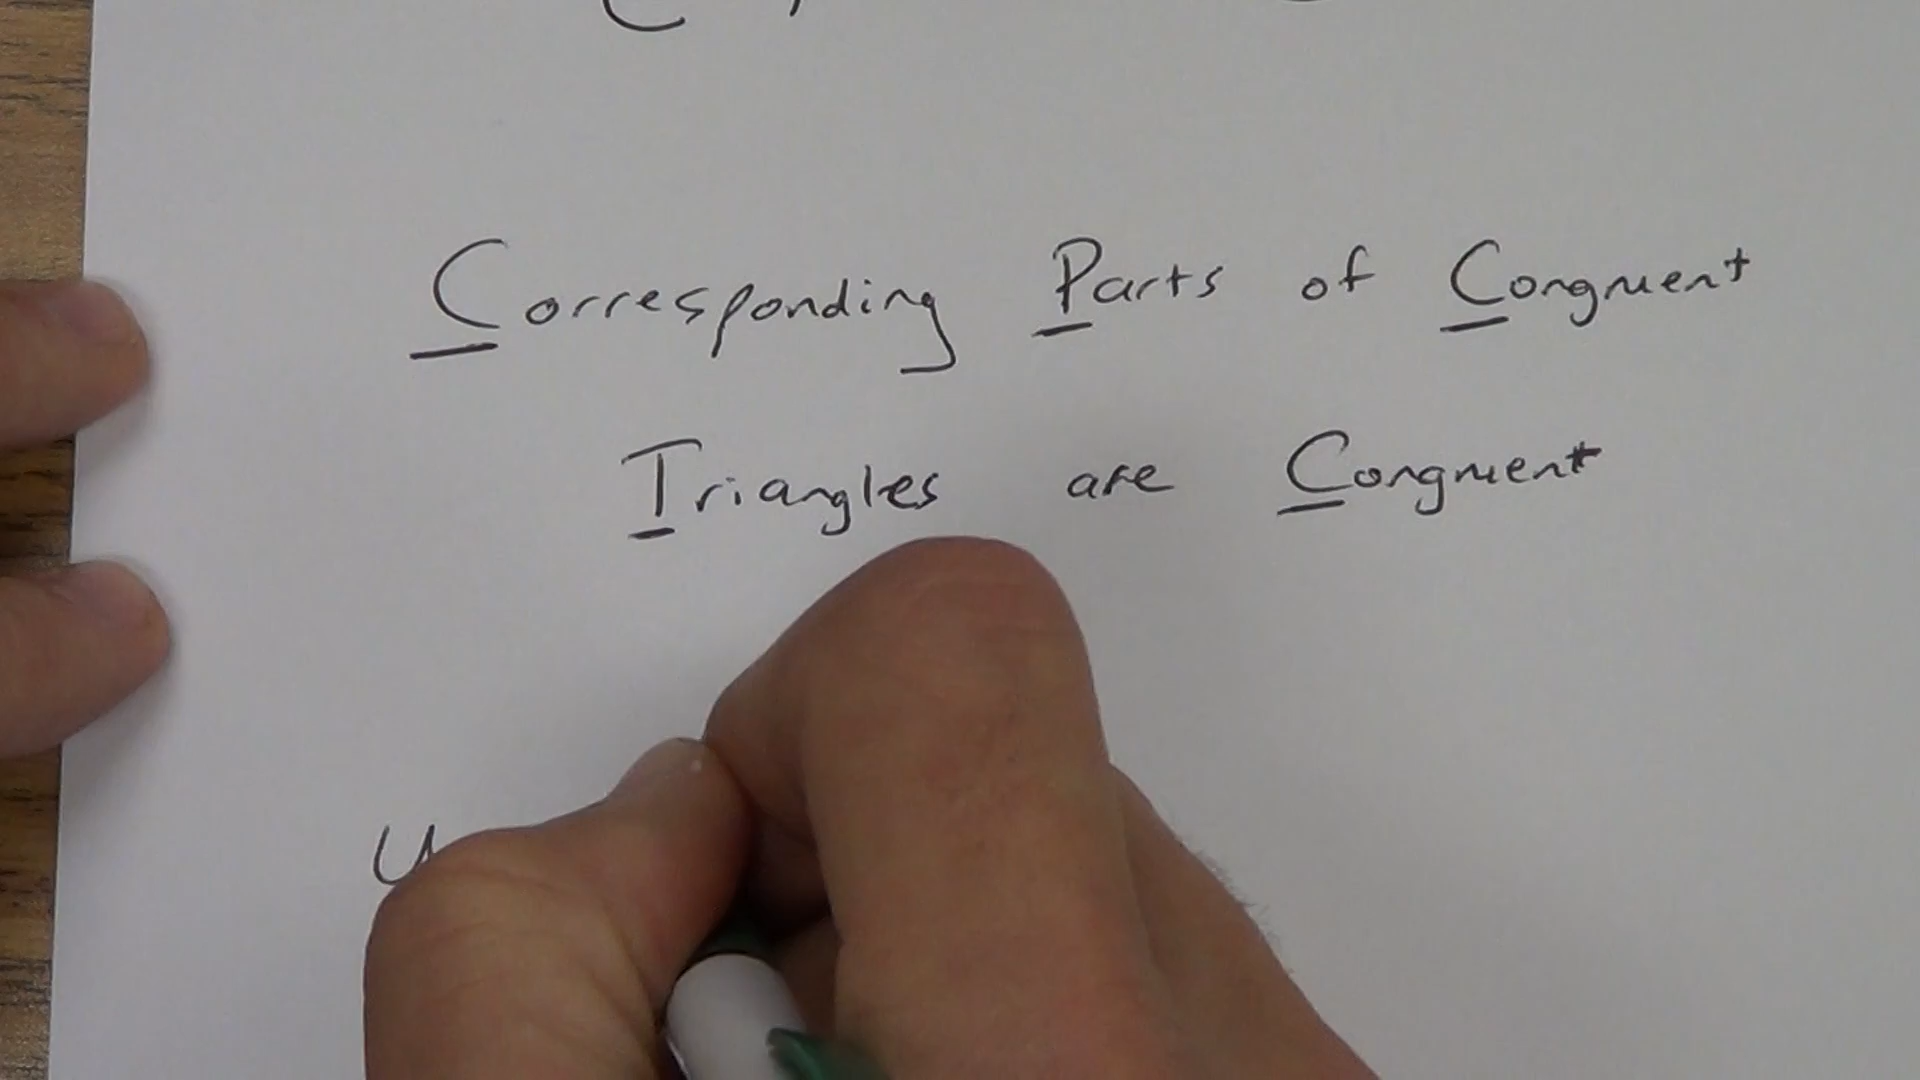 Corresponding Parts of Congruent
Triangles are Congruent
U